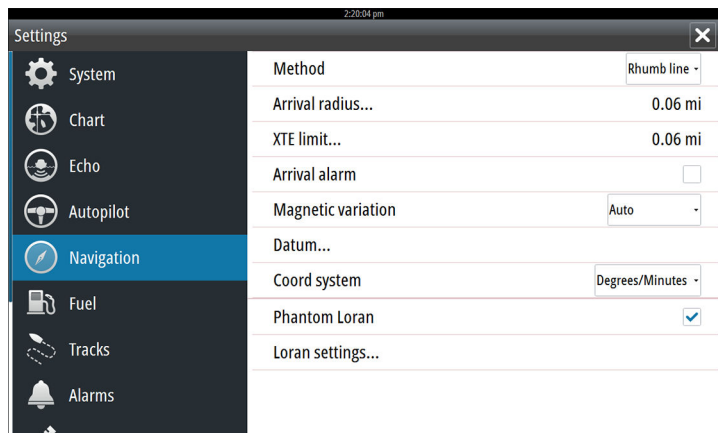 2:20:04 pm
Settings
System
Chart
Echo
Autopilot
Navigation
Fuel
Tracks
Alarms
Method Rhumb line
Arrival radius... 0.06 mi
XTE limit... 0.06 mi
Arrival alarm
Magnetic variation Auto
Datum...
Coord system Degrees/Minutes
Phantom Loran
Loran settings...